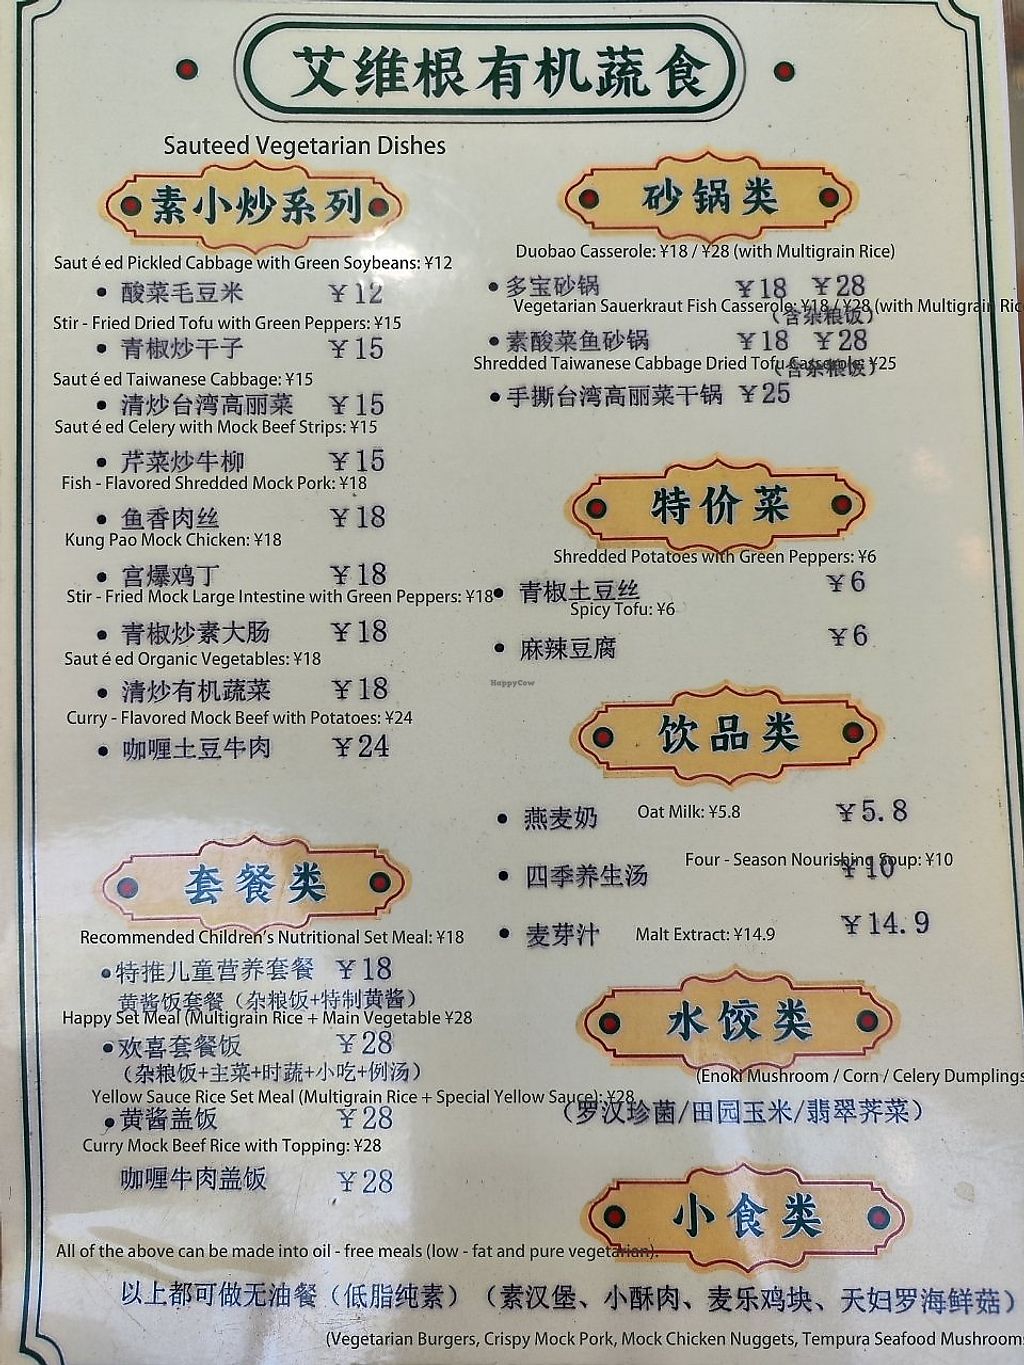 艾维根有机蔬食
Sauteed Vegetarian Dishes
素小炒系列
Saut é ed Pickled Cabbage with Green Soybeans: ¥12
酸菜毛豆米 ¥12
Stir - Fried Dried Tofu with Green Peppers: ¥15
青椒炒干子 ¥15
Saut é ed Taiwanese Cabbage: ¥15
清炒台湾高丽菜 ¥15
Saut é ed Celery with Mock Beef Strips: ¥15
芹菜炒牛柳 ¥15
Fish - Flavored Shredded Mock Pork: ¥18
鱼香肉丝 ¥18
Kung Pao Mock Chicken: ¥18
宫爆鸡丁 ¥18
Stir - Fried Mock Large Intestine with Green Peppers: ¥18
青椒炒素大肠 ¥18
Saut é ed Organic Vegetables: ¥18
清炒有机蔬菜 ¥18
Curry - Flavored Mock Beef with Potatoes: ¥24
咖喱土豆牛肉 ¥24
套餐类
Recommended Children's Nutritional Set Meal: ¥18
特推儿童营养套餐 ¥18
黄酱饭套餐（杂粮饭+特制黄酱）
Happy Set Meal (Multigrain Rice + Main Vegetable ¥28
欢喜套餐饭 ¥28
（杂粮饭+主菜+时蔬+小吃+例汤）
Yellow Sauce Rice Set Meal (Multigrain Rice + Special Yellow Sauce): ¥28
黄酱盖饭 ¥28
Curry Mock Beef Rice with Topping: ¥28
咖喱牛肉盖饭 ¥28
All of the above can be made into oil - free meals (low - fat and pure vegetarian).
以上都可做无油餐（低脂纯素）
砂锅类
Duobao Casserole: ¥18 / ¥28 (with Multigrain Rice)
多宝砂锅 ¥18 ¥28
Vegetarian Sauerkraut Fish Casserole: ¥18 / ¥28 (with Multigrain Ric
（含杂粮饭）
素酸菜鱼砂锅 ¥18 ¥28
Shredded Taiwanese Cabbage Dried Tofu Casserole: ¥25
（含杂粮饭）
手撕台湾高丽菜干锅 ¥25
特价菜
Shredded Potatoes with Green Peppers: ¥6
青椒土豆丝 ¥6
Spicy Tofu: ¥6
麻辣豆腐 ¥6
HappyCow
饮品类
燕麦奶 Oat Milk: ¥5.8 ¥5.8
Four - Season Nourishing Soup: ¥10
四季养生汤 ¥10
麦芽汁 Malt Extract: ¥14.9 ¥14.9
水饺类
(Enoki Mushroom / Corn / Celery Dumplings
（罗汉珍菌/田园玉米/翡翠荠菜）
小食类
（素汉堡、小酥肉、麦乐鸡块、天妇罗海鲜菇）
(Vegetarian Burgers, Crispy Mock Pork, Mock Chicken Nuggets, Tempura Seafood Mushroom